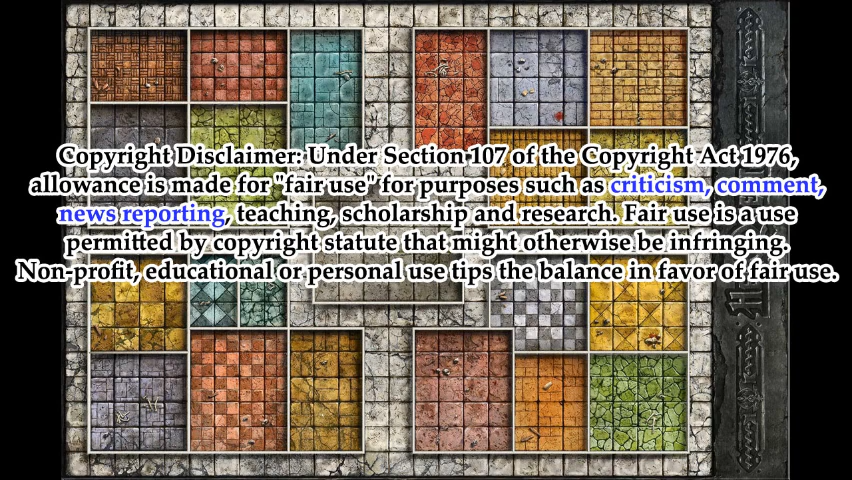 Copyright Disclaimer: Under Section 107 of the Copyright Act 1976,
allowance is made for "fair use" for purposes such as criticism, comment,
news reporting, teaching, scholarship and research. Fair use is a use
permitted by copyright statute that might otherwise be infringing.
Non-profit, educational or personal use tips the balance in favor of fair use.